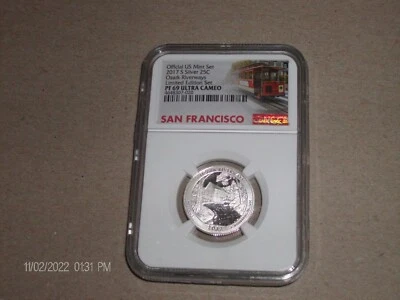 Official US Mint Set
2017 S Silver 25C
Ozark Riverways
Limited Edition Set
PF 69 ULTRA CAMEO
SAN FRANCISCO
2017
11/02/2022 01:31 PM